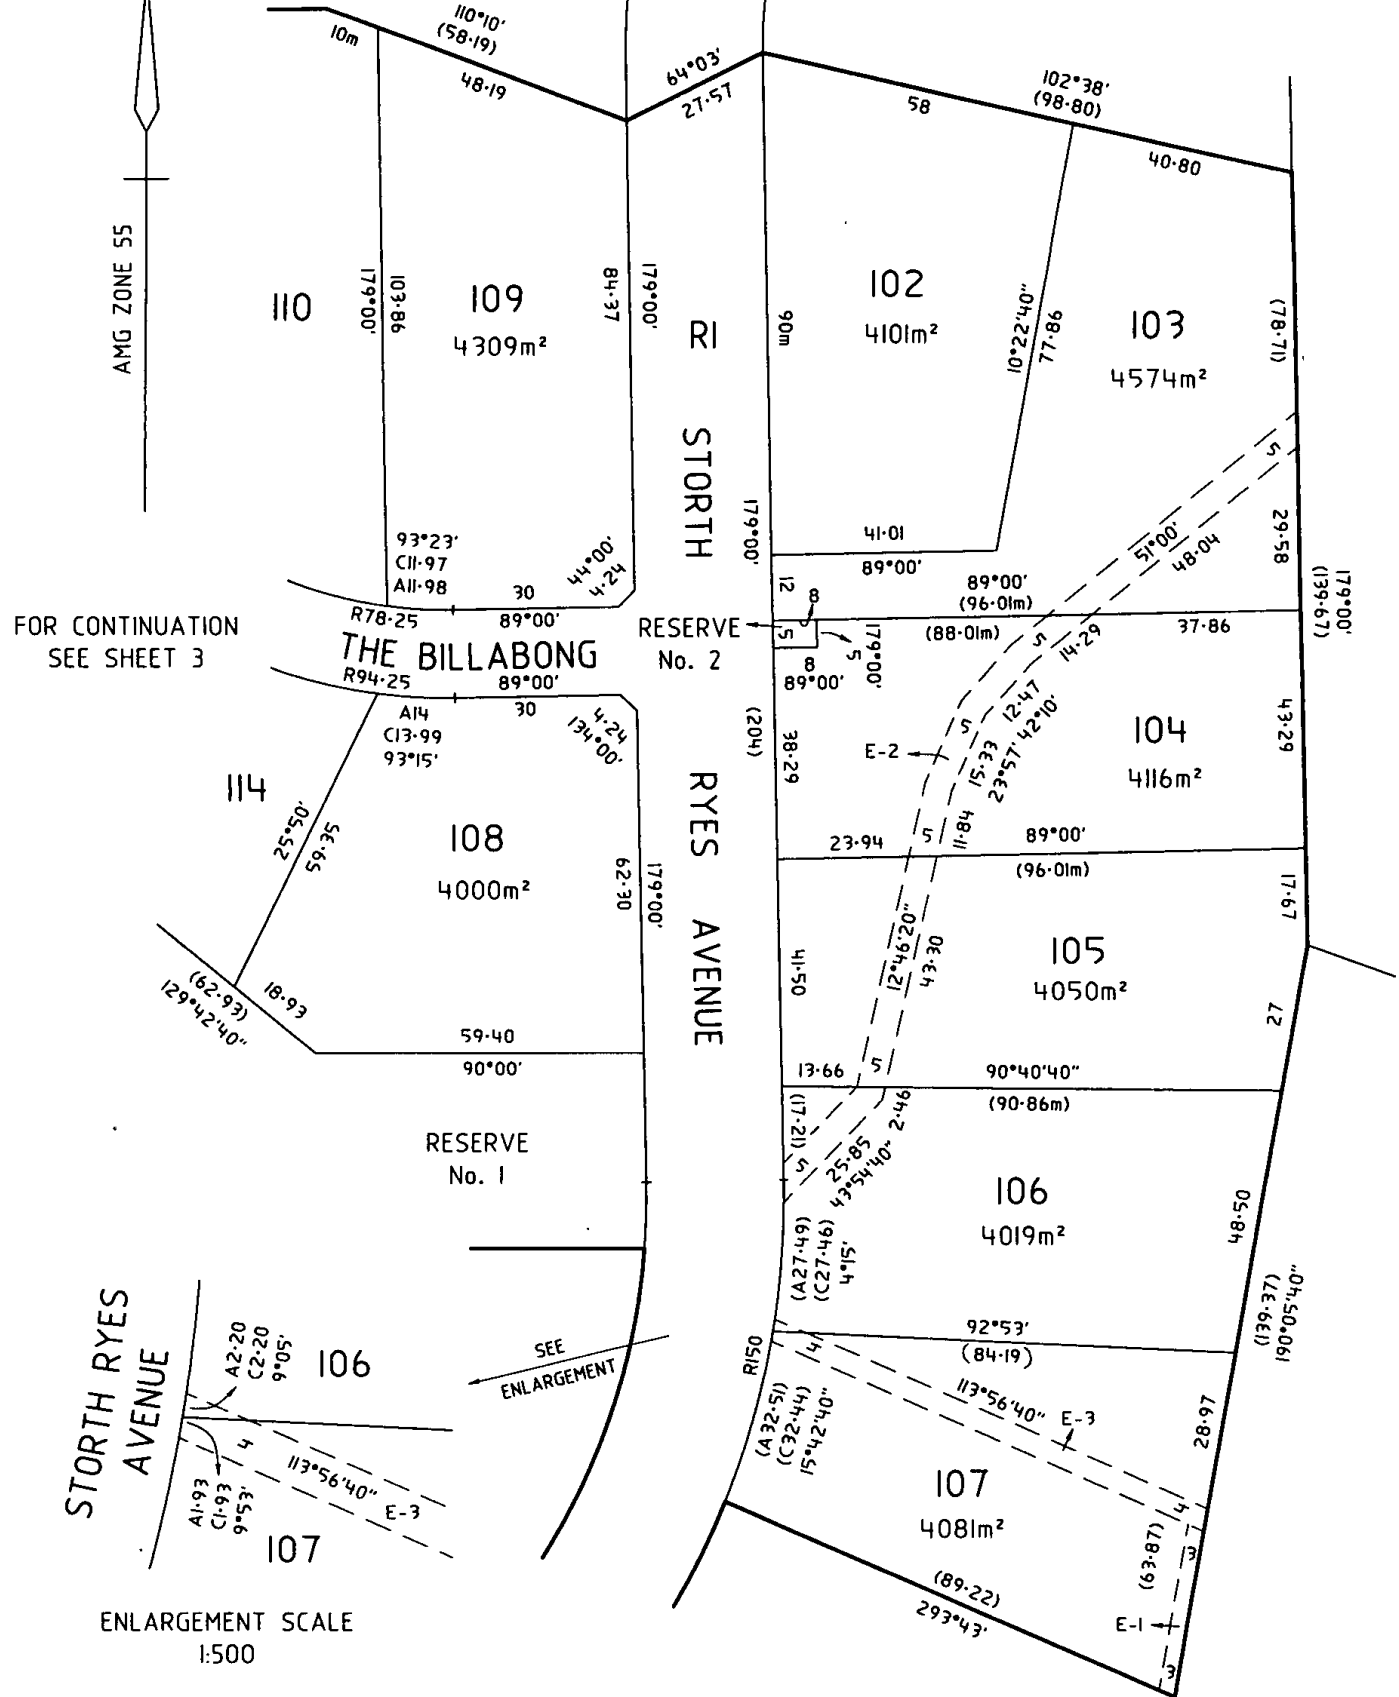 110°10'
(58·19)
10m
48·19
64°03'
27·57
102°38'
(98·80)
58
40·80
AMG ZONE 55
110
179°00'
103·86
109
4309m²
84·37
179°00'
R1
90m
102
4101m²
10°22'40"
77·86
103
4574m²
(78·71)
STORTH
179°00'
41·01
89°00'
93°23'
C11·97
A11·98
44°00'
4·24
30
89°00'
R78·25
12
8
89°00'
(96·01m)
(88·01m)
5
51°00'
48·04
29·58
179°00'
(139·67)
FOR CONTINUATION
SEE SHEET 3
THE BILLABONG
RESERVE
No. 2
5
5
8
89°00'
179°00'
5
14·29
37·86
R94·25
89°00'
30
A14
C13·99
93°15'
4·24
134°00'
(204)
38·29
E-2
5
12·47
15·33
23°57'42°10'
104
4116m²
43·29
114
25°50'
59·35
108
4000m²
62·30
179°00'
RYES
23·94
5
11·84
89°00'
(96·01m)
17·67
AVENUE
41·50
12°46'20"
43·30
105
4050m²
27
(62·93)
129°42'40"
18·93
59·40
90°00'
13·66
5
90°40'40"
(90·86m)
RESERVE
No. 1
(17·21)
5
25·85
43°54'40"
2·46
106
4019m²
48·50
(A27·49)
(C27·46)
4°15'
(139·37)
190°05'40"
SEE
ENLARGEMENT
R150
4
92°53'
(84·19)
113°56'40"
E-3
28·97
(A32·51)
(C32·44)
15°42'40"
107
4081m²
4
3
(63·87)
E-1
3
(89·22)
293°43'
STORTH RYES
AVENUE
A2·20
C2·20
9°05'
106
4
113°56'40"
E-3
A1·93
C1·93
9°53'
107
ENLARGEMENT SCALE
1:500